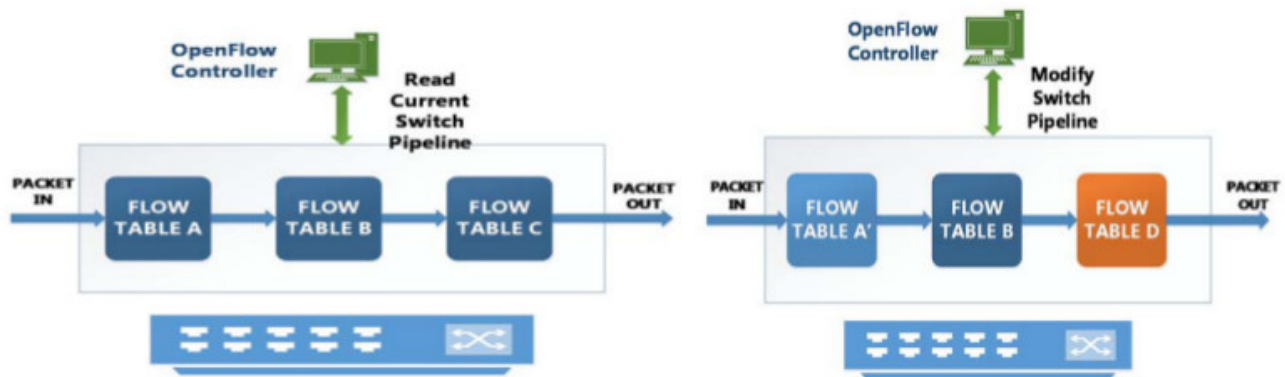 OpenFlow
Controller
Read
Current
Switch
Pipeline
PACKET
IN
FLOW
TABLE A
FLOW
TABLE B
FLOW
TABLE C
PACKET
OUT
OpenFlow
Controller
Modify
Switch
Pipeline
PACKET
IN
FLOW
TABLE A'
FLOW
TABLE B
FLOW
TABLE D
PACKET
OUT